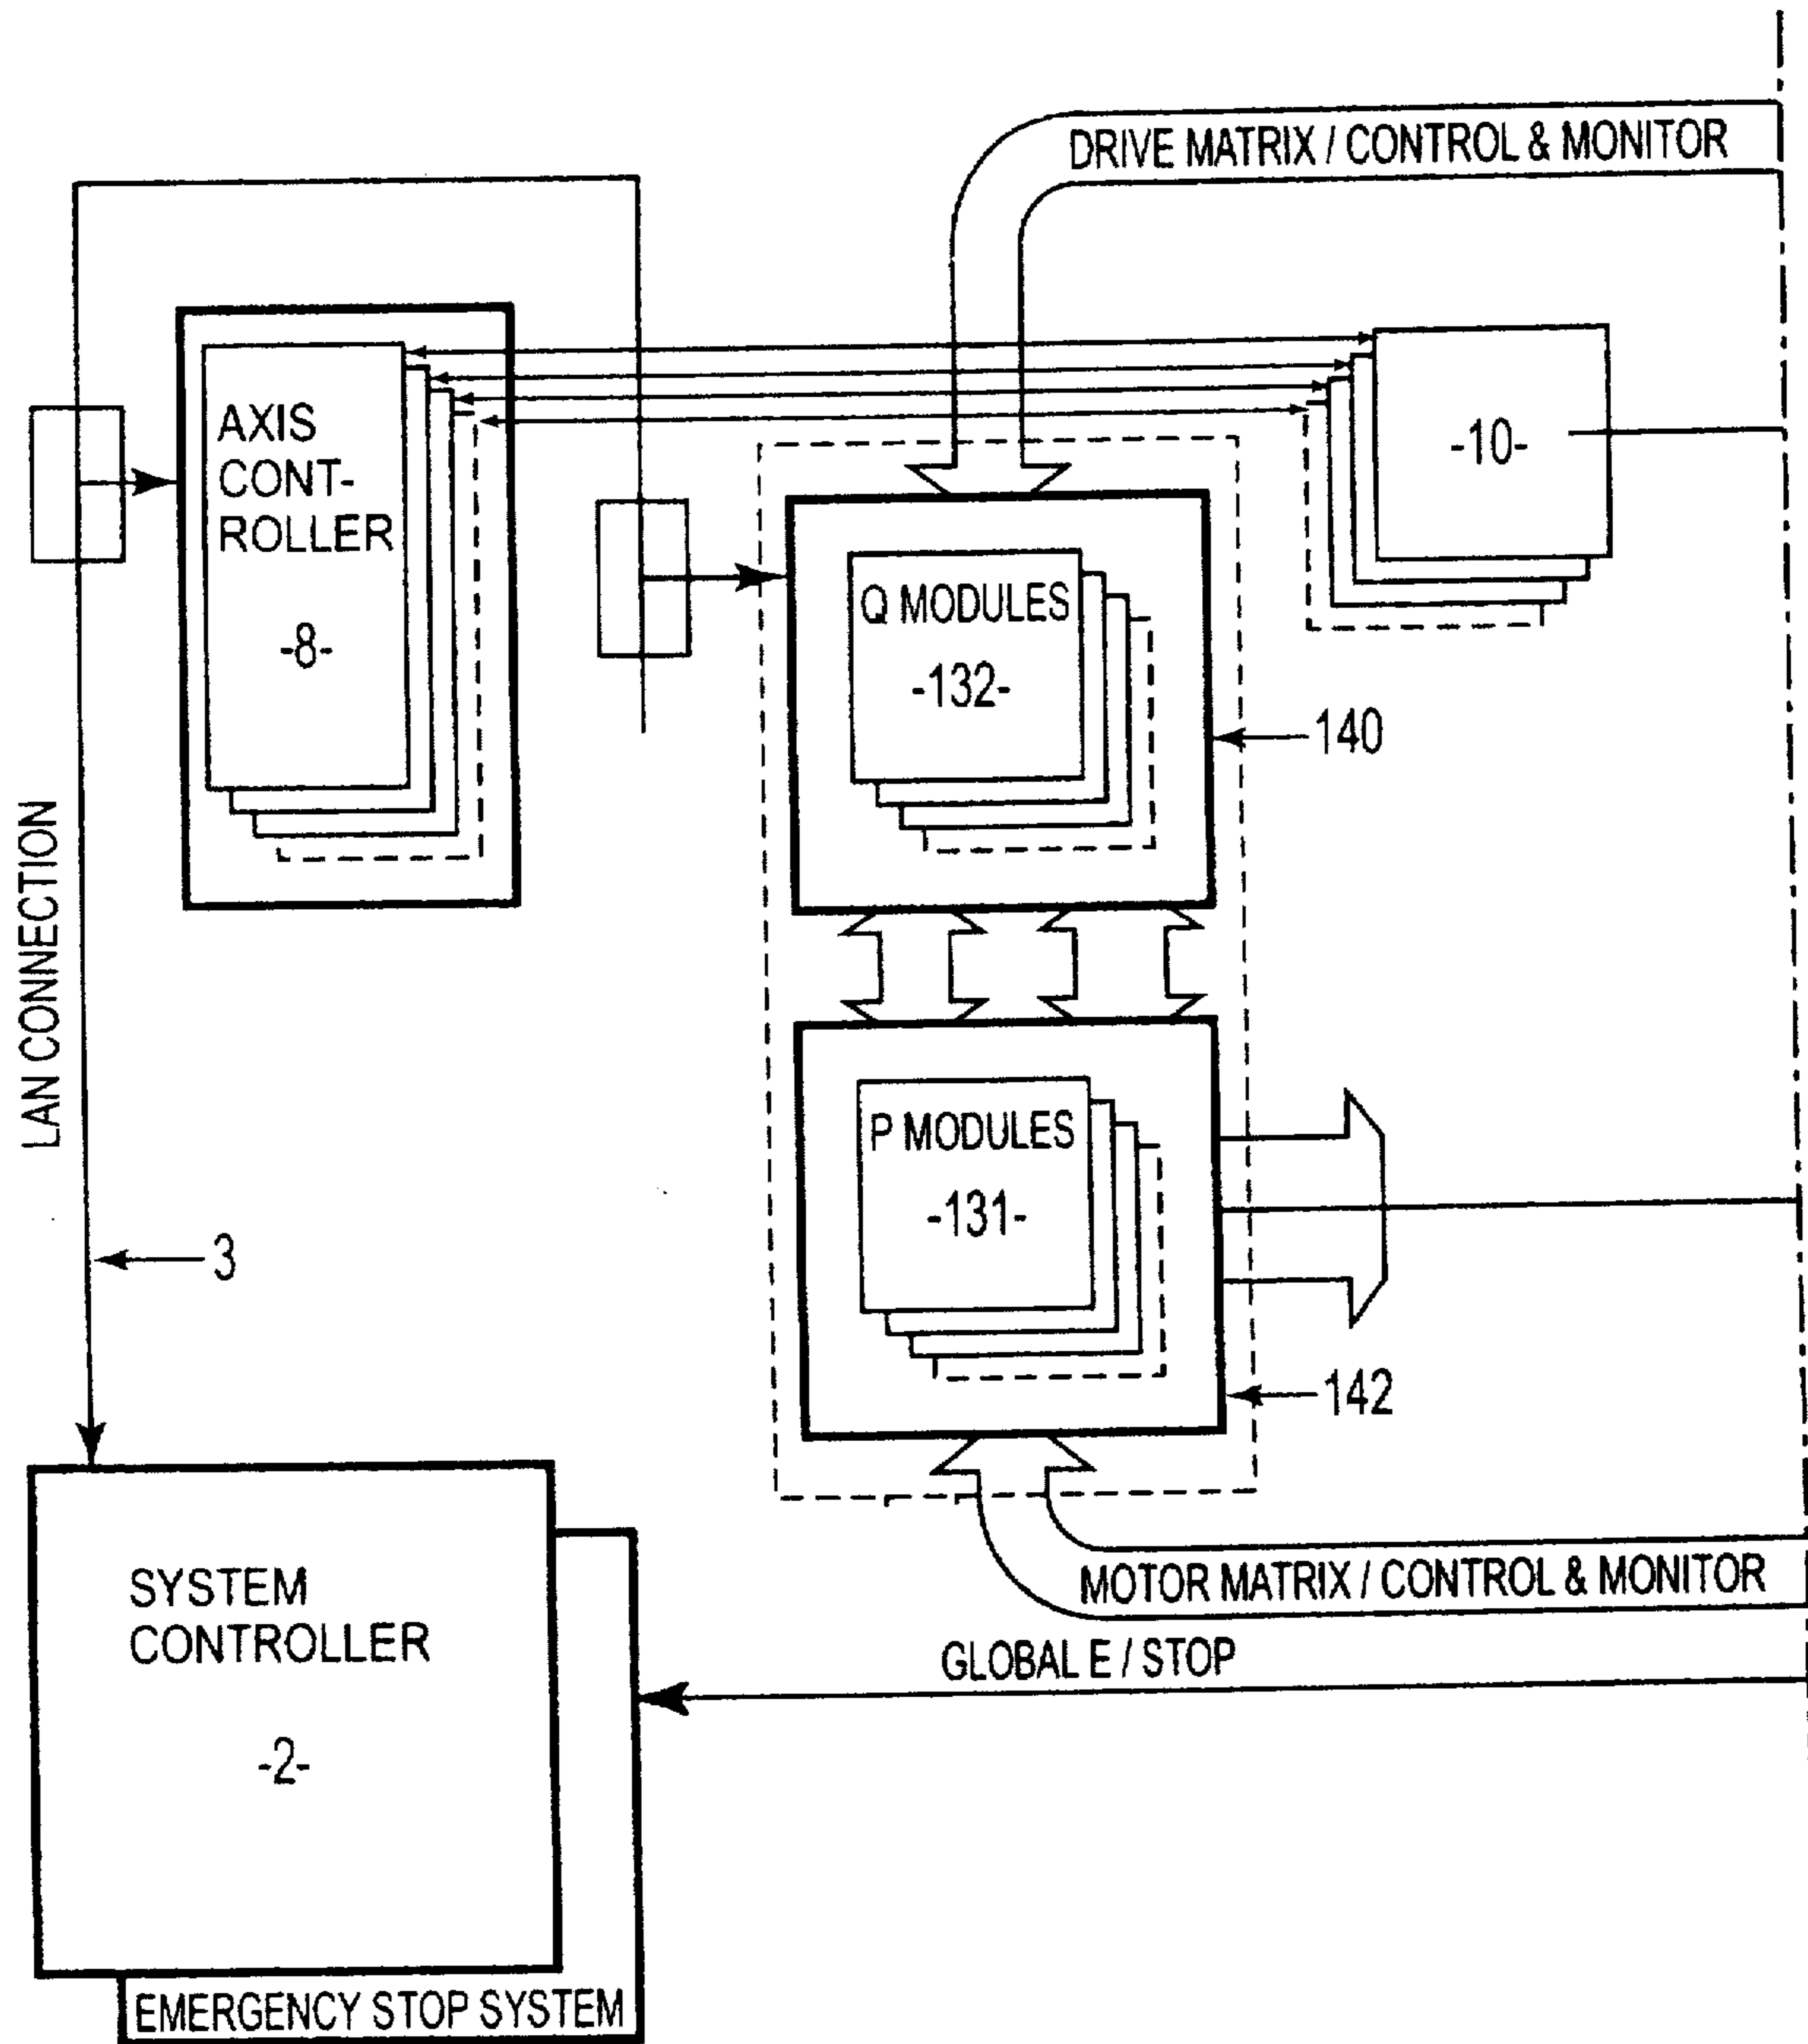 DRIVE MATRIX / CONTROL & MONITOR
AXIS
CONT-
ROLLER
-8-
-10-
Q MODULES
-132-
140
LAN CONNECTION
P MODULES
-131-
3
142
SYSTEM
CONTROLLER
-2-
MOTOR MATRIX / CONTROL & MONITOR
GLOBAL E / STOP
EMERGENCY STOP SYSTEM